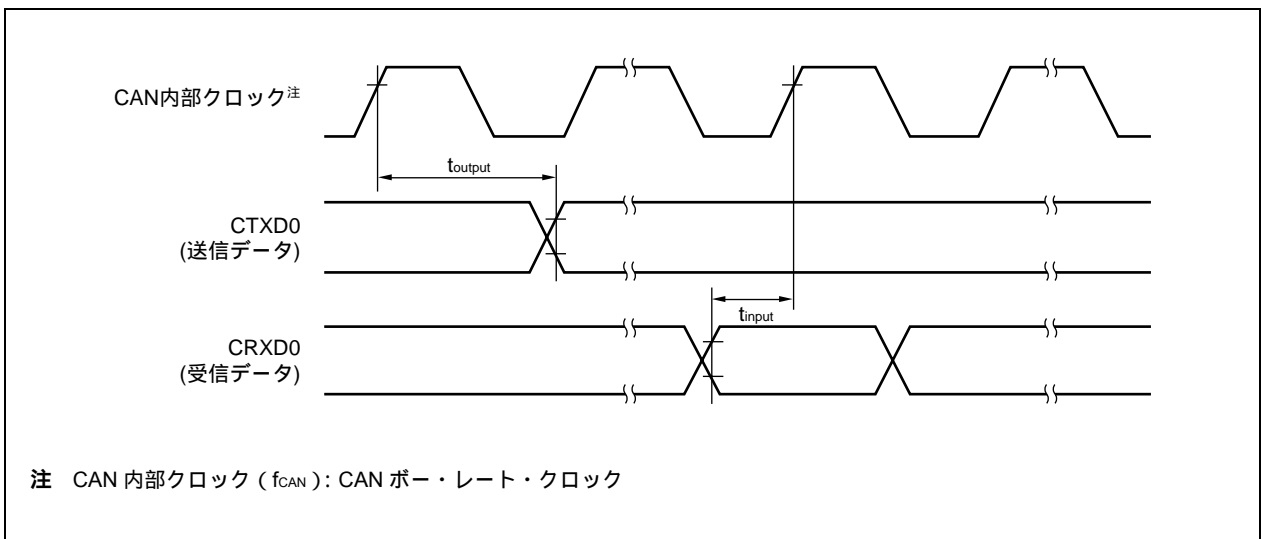 CAN内部クロック注
toutput
CTXD0
(送信データ)
tinput
CRXD0
(受信データ)
注 CAN 内部クロック ( fCAN ): CAN ボー・レート・クロック